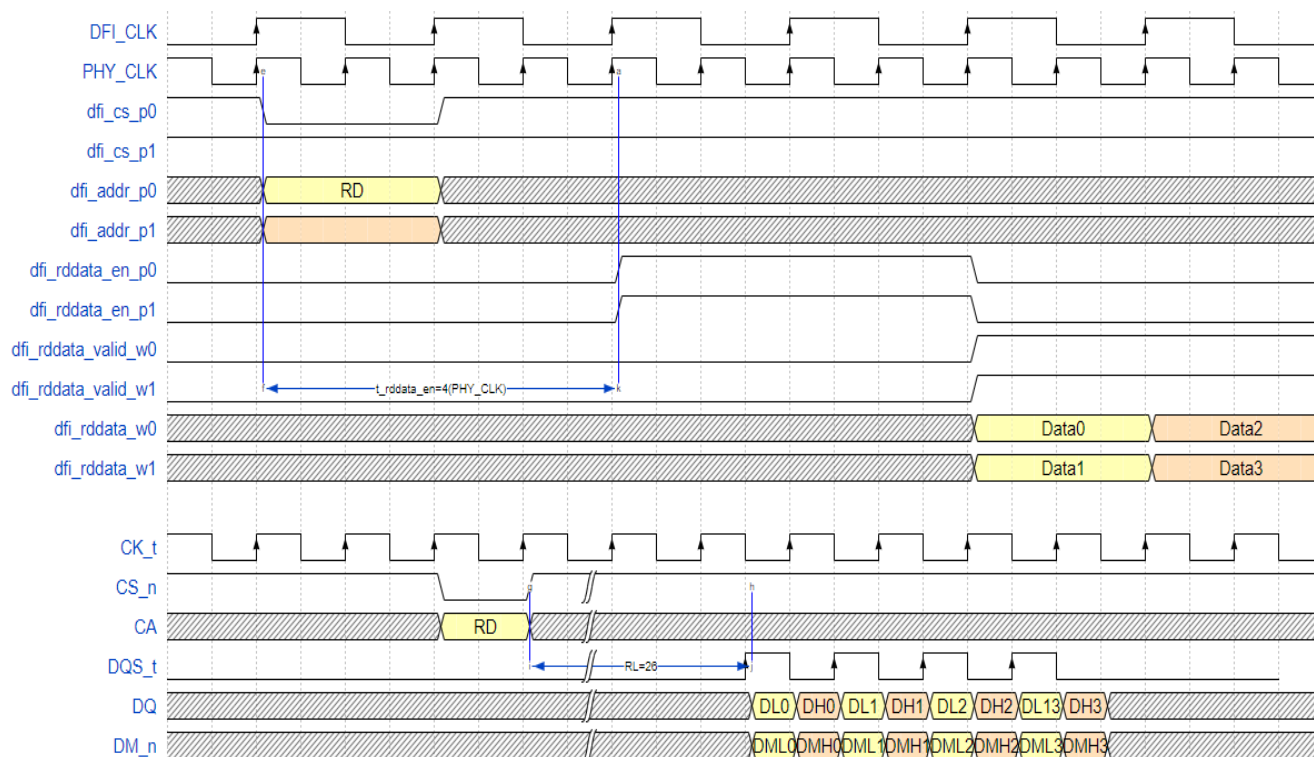 DFI_CLK
PHY_CLK e a
dfi_cs_p0
dfi_cs_p1
dfi_addr_p0 RD
dfi_addr_p1
dfi_rddata_en_p0
dfi_rddata_en_p1
dfi_rddata_valid_w0
dfi_rddata_valid_w1 t_rddata_en=4(PHY_CLK) k
dfi_rddata_w0 Data0 Data2
dfi_rddata_w1 Data1 Data3
CK_t
CS_n g h
CA RD
DQS_t RL=26 j
DQ DL0 DH0 DL1 DH1 DL2 DH2 DL13 DH3
DM_n DML0 DMH0 DML1 DMH1 DML2 DMH2 DML3 DMH3